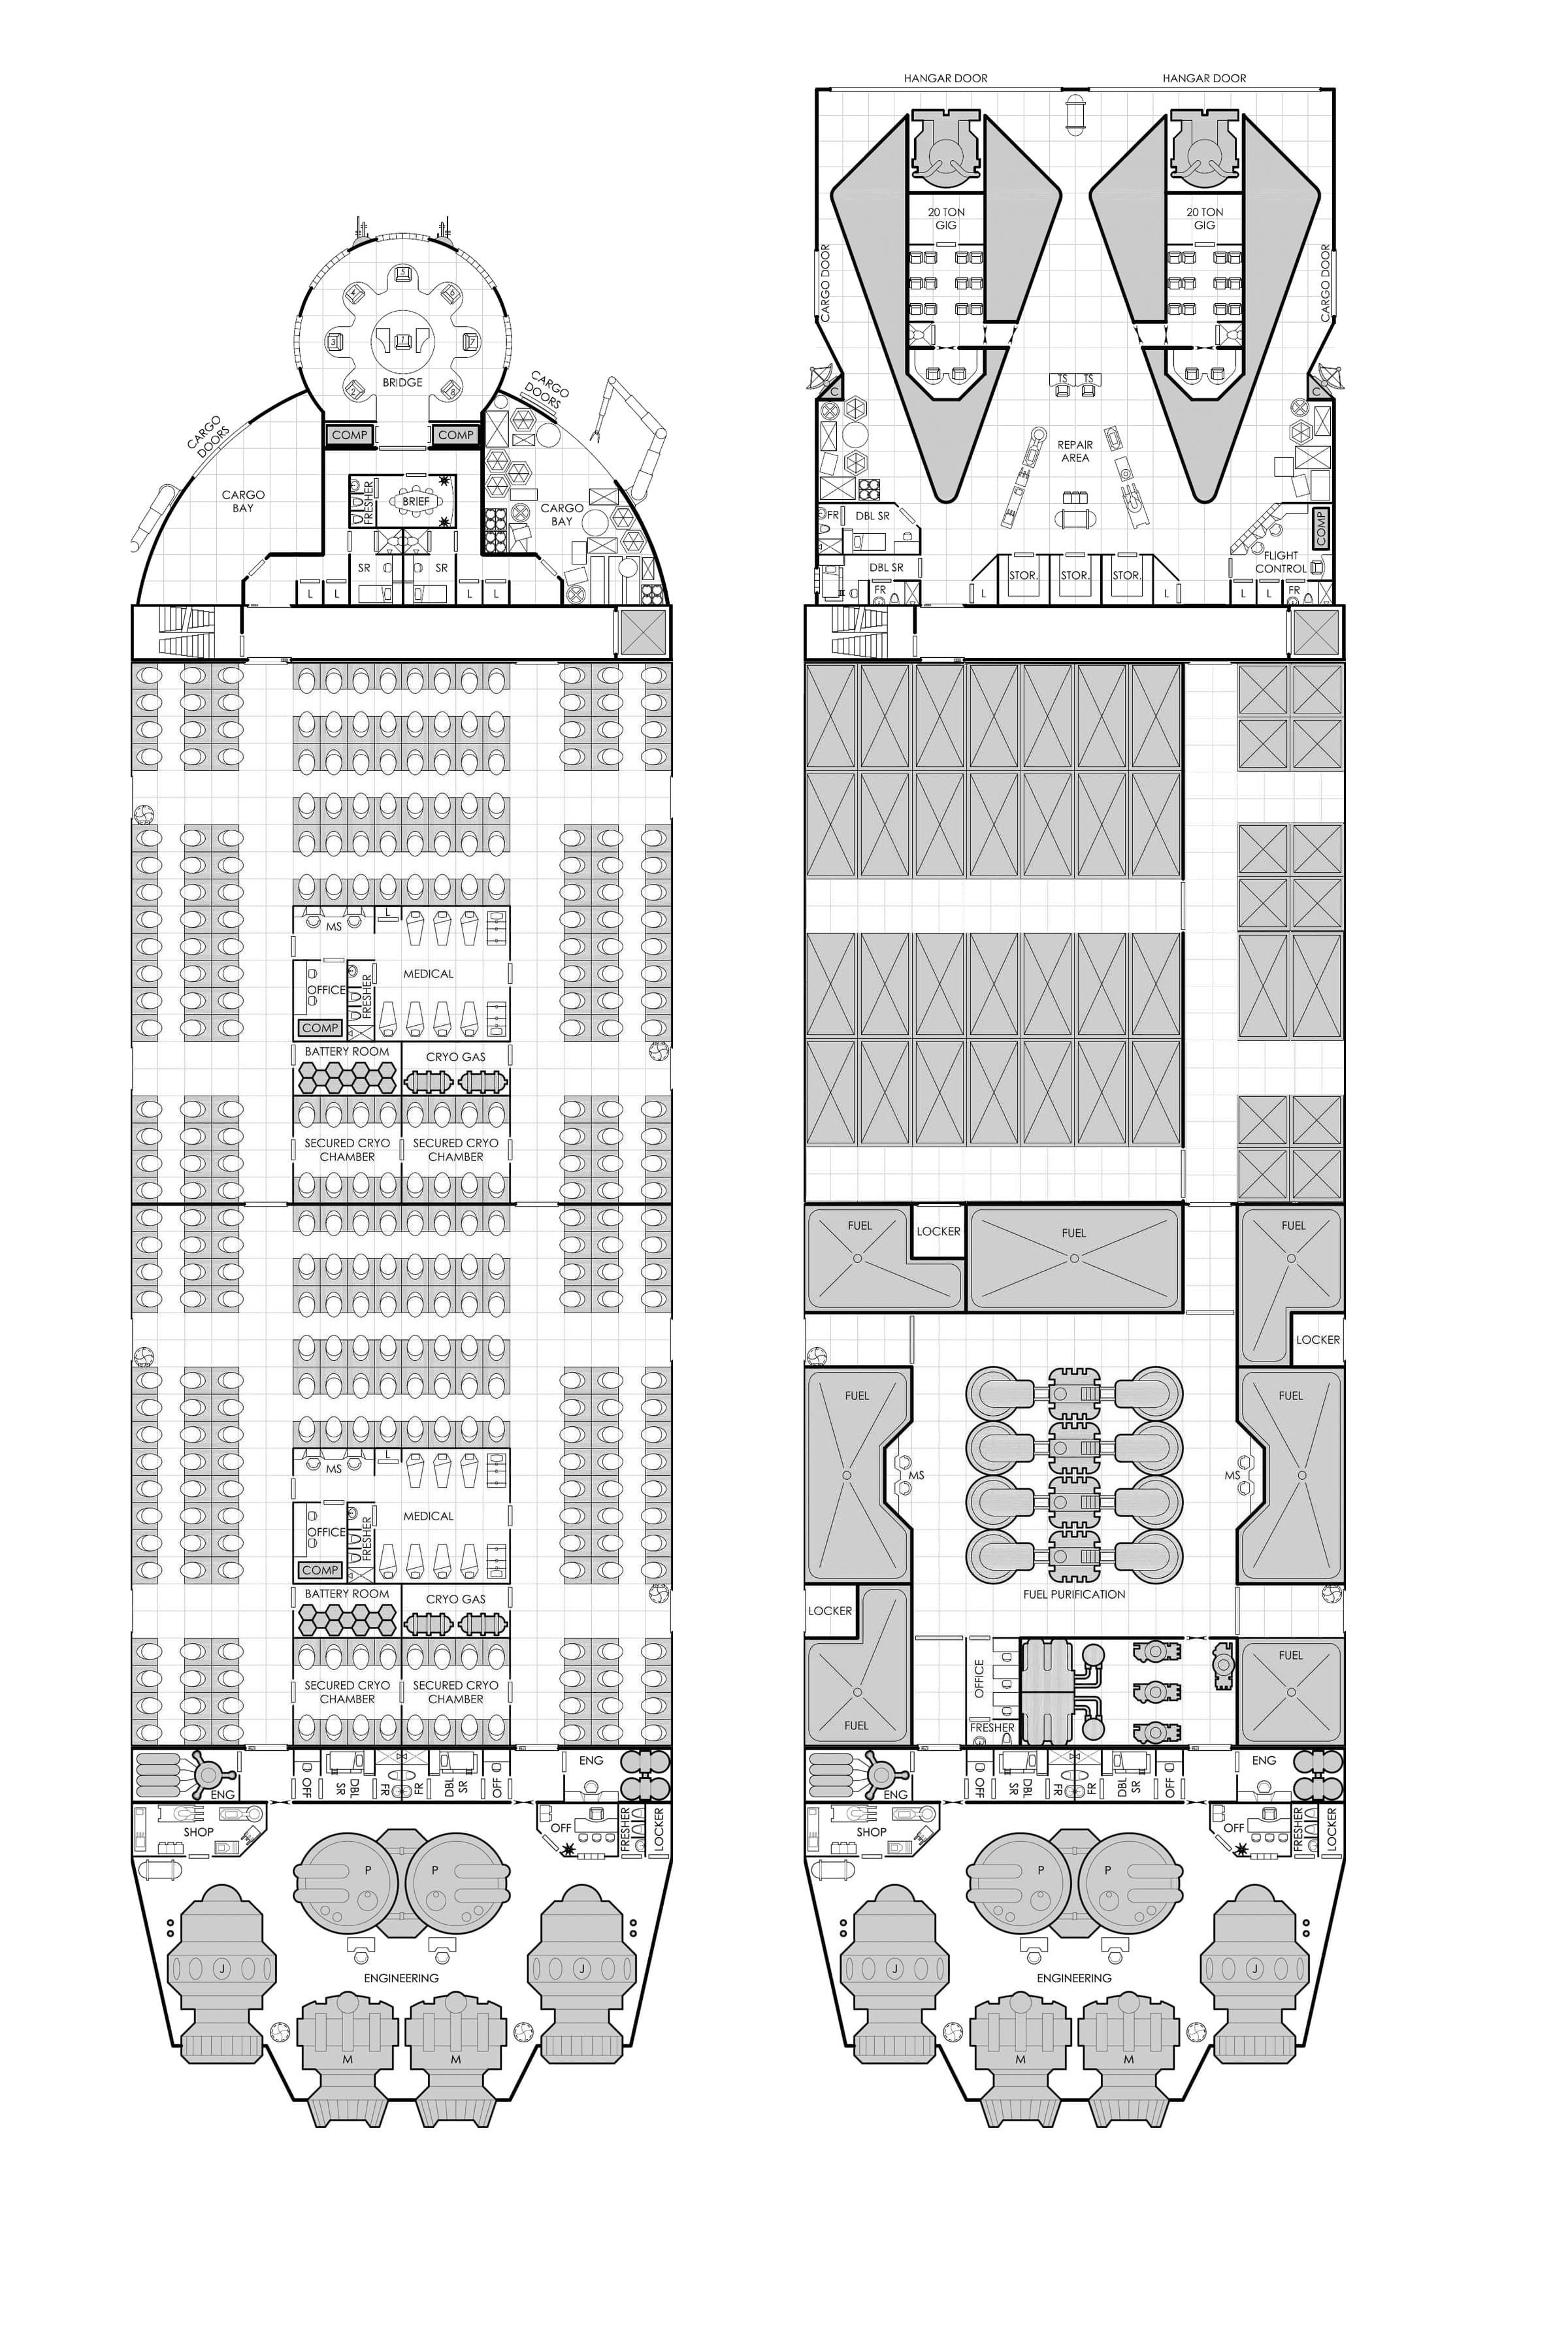 5
4
6
3
1
7
2
8
BRIDGE
COMP
COMP
CARGO
DOORS
CARGO
DOORS
CARGO
BAY
FRESHER
BRIEF
CARGO
BAY
SR
SR
L
L
L
L
MS
L
OFFICE
FRESHER
MEDICAL
COMP
BATTERY ROOM
CRYO GAS
SECURED CRYO
CHAMBER
SECURED CRYO
CHAMBER
MS
L
OFFICE
FRESHER
MEDICAL
COMP
BATTERY ROOM
CRYO GAS
SECURED CRYO
CHAMBER
SECURED CRYO
CHAMBER
ENG
OFF
DBL
SR
FR
FR
DBL
SR
OFF
ENG
SHOP
OFF
FRESHER
LOCKER
P
P
J
J
ENGINEERING
M
M
HANGAR DOOR
HANGAR DOOR
20 TON
GIG
20 TON
GIG
CARGO DOOR
CARGO DOOR
C
TS
TS
C
REPAIR
AREA
FR
DBL SR
COMP
FLIGHT
CONTROL
DBL SR
FR
STOR.
STOR.
STOR.
L
L
L
L
FR
FUEL
LOCKER
FUEL
FUEL
LOCKER
FUEL
FUEL
MS
MS
FUEL PURIFICATION
LOCKER
FUEL
OFFICE
FRESHER
FUEL
ENG
OFF
DBL
SR
FR
FR
DBL
SR
OFF
ENG
SHOP
OFF
FRESHER
LOCKER
P
P
J
J
ENGINEERING
M
M